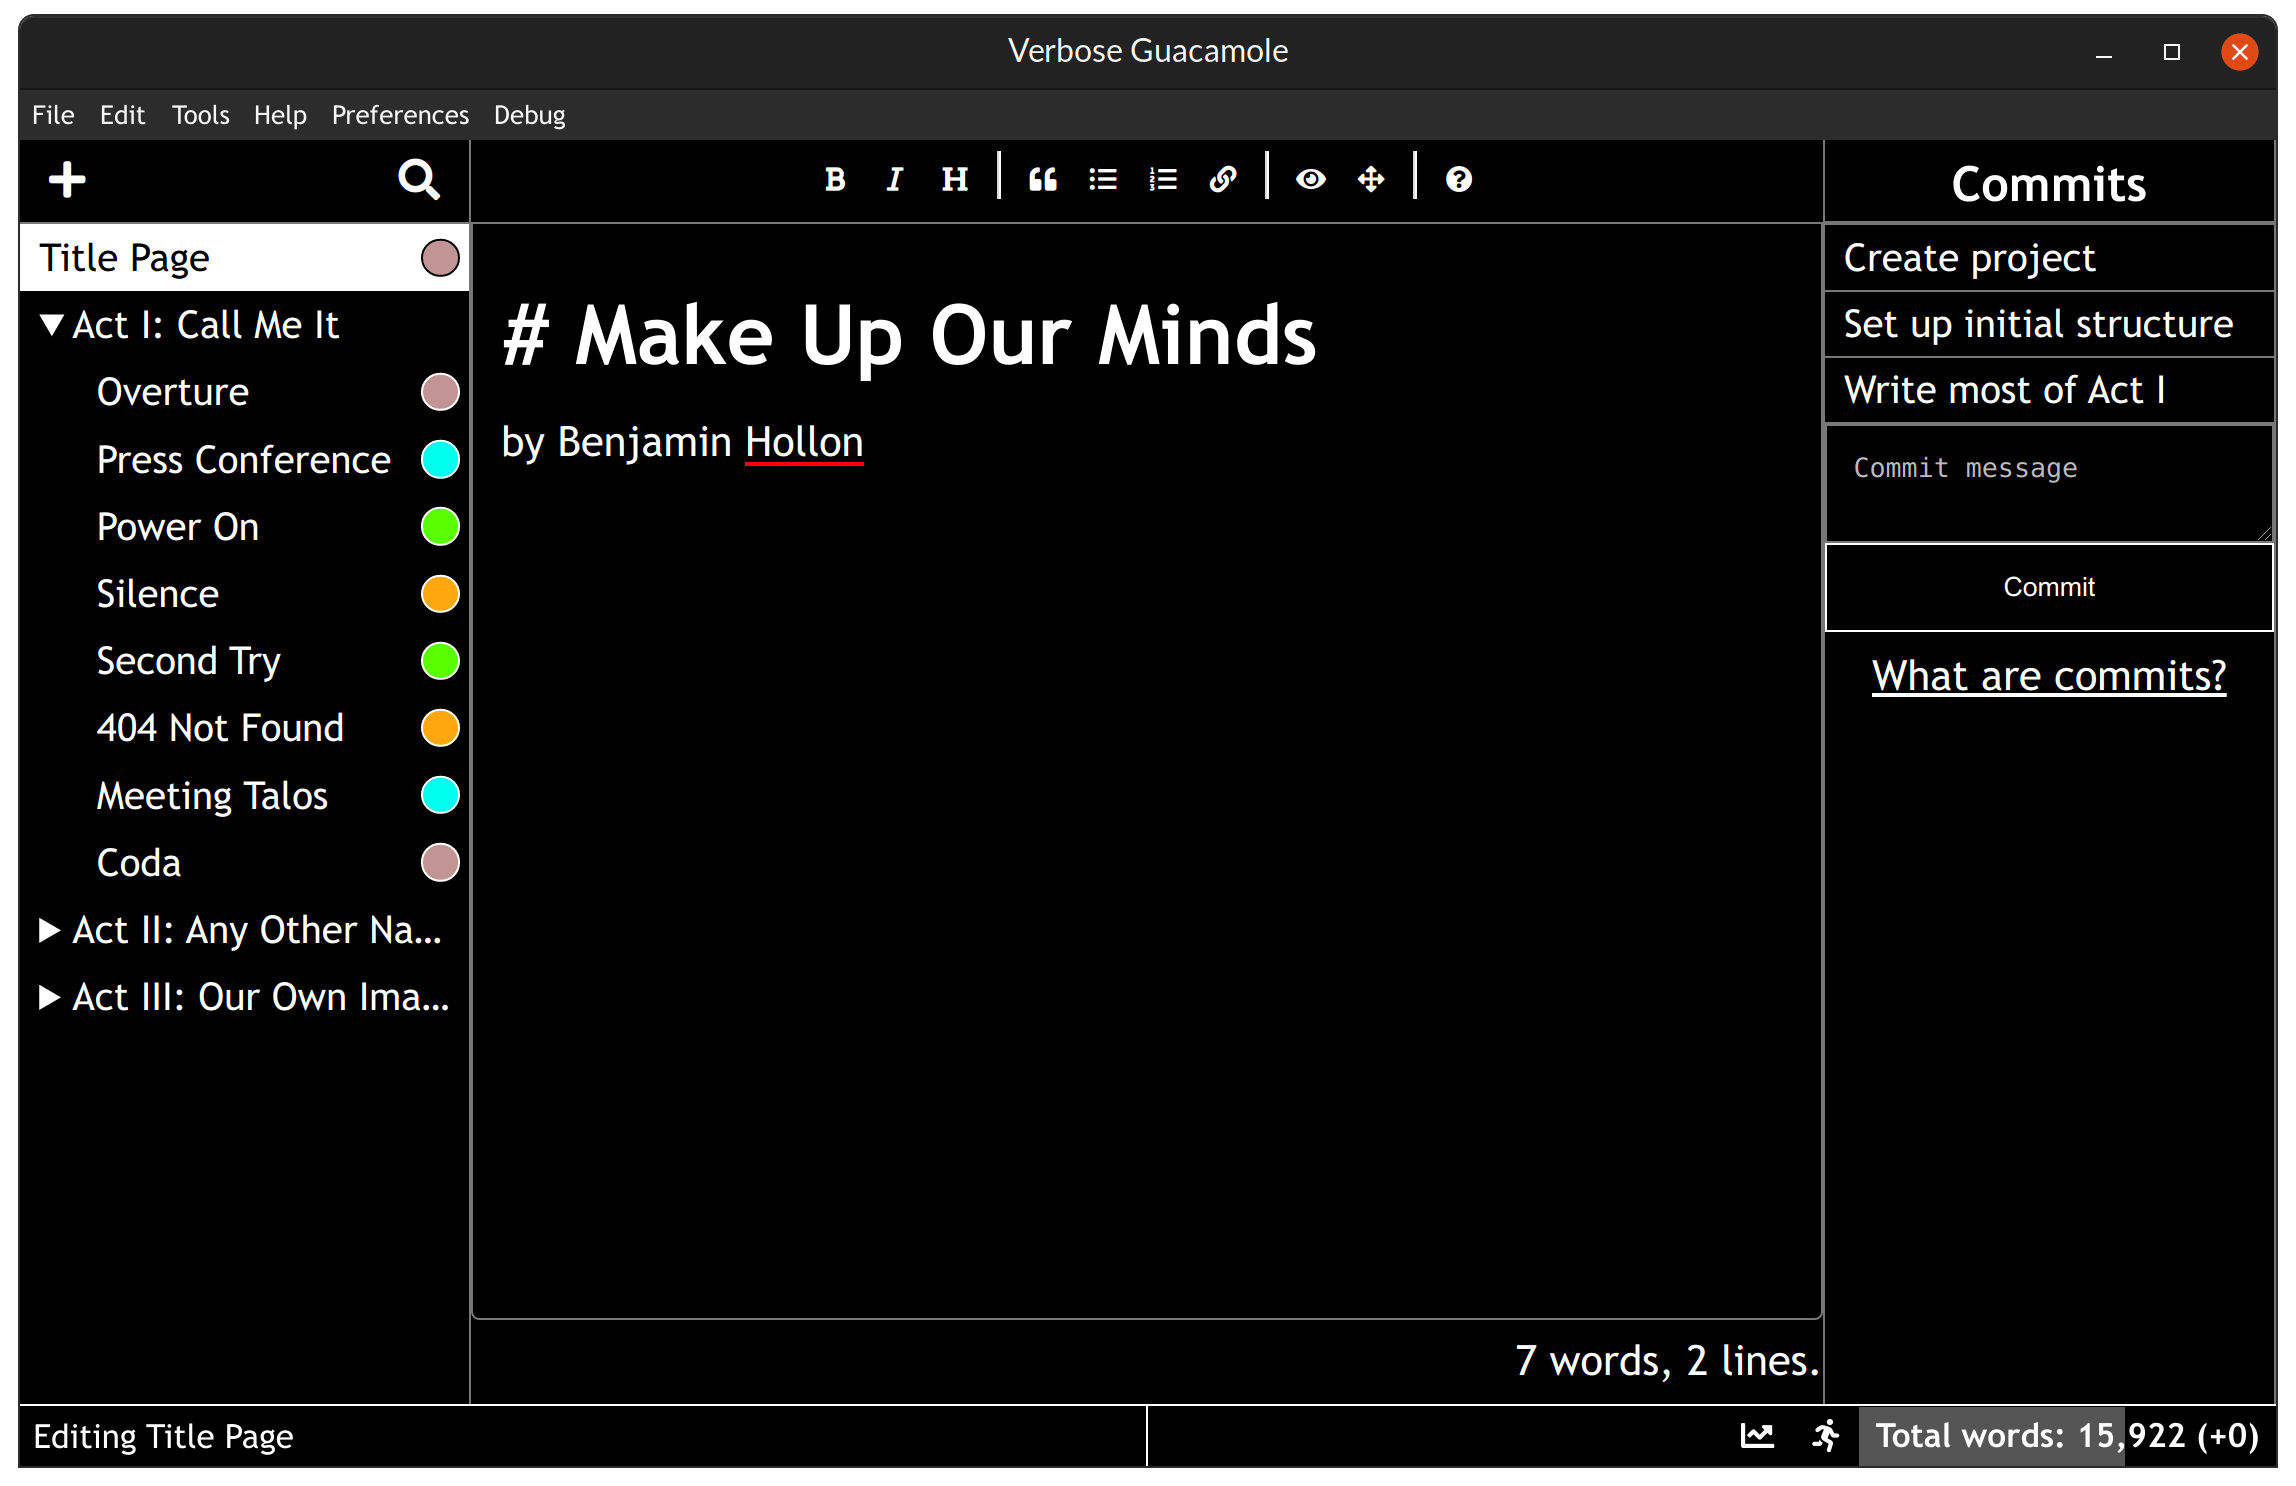 Verbose Guacamole
File Edit Tools Help Preferences Debug
B I H
Title Page
Act I: Call Me It
Overture
Press Conference
Power On
Silence
Second Try
404 Not Found
Meeting Talos
Coda
Act II: Any Other Na...
Act III: Our Own Ima...
# Make Up Our Minds
by Benjamin Hollon
7 words, 2 lines.
Commits
Create project
Set up initial structure
Write most of Act I
Commit message
Commit
What are commits?
Editing Title Page
Total words: 15,922 (+0)